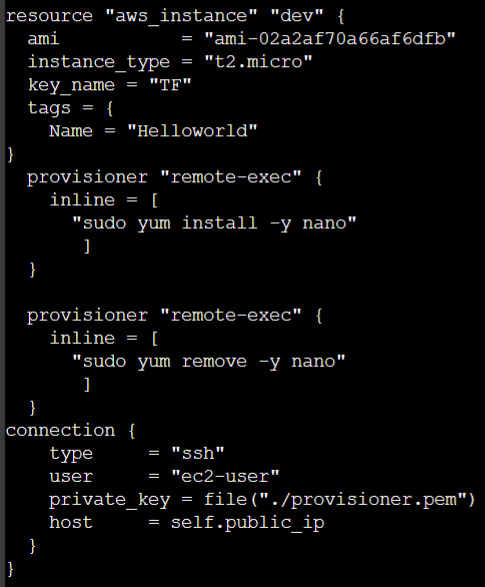 resource "aws_instance" "dev" {
  ami           = "ami-02a2af70a66af6dfb"
  instance_type = "t2.micro"
  key_name = "TF"
  tags = {
    Name = "Helloworld"
}
  provisioner "remote-exec" {
    inline = [
      "sudo yum install -y nano"
       ]
  }

  provisioner "remote-exec" {
    inline = [
      "sudo yum remove -y nano"
       ]
  }
connection {
    type     = "ssh"
    user     = "ec2-user"
    private_key = file("./provisioner.pem")
    host     = self.public_ip
  }
}